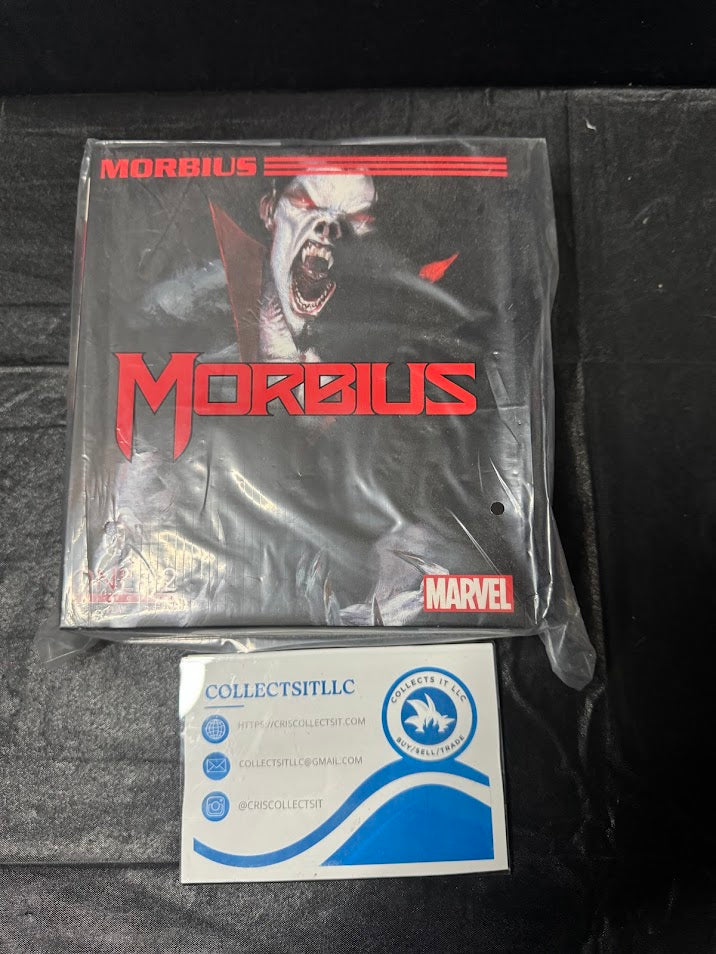 MORBIUS
MORBIUS
MARVEL
COLLECTSITLLC
HTTPS://CRISCOLLECTSIT.COM
COLLECTSITLLC@GMAIL.COM
@CRISCOLLECTSIT
COLLECTS IT LLC
BUY/SELL/TRADE